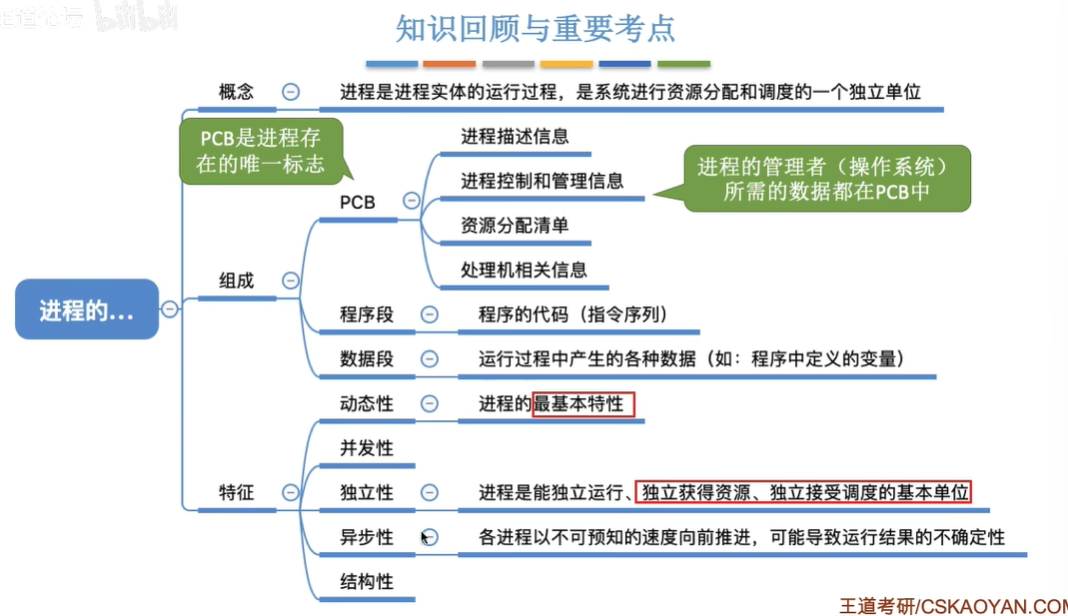 王道论坛 bilibili
知识回顾与重要考点
概念
进程是进程实体的运行过程，是系统进行资源分配和调度的一个独立单位
PCB是进程存
在的唯一标志
进程描述信息
进程控制和管理信息
进程的管理者（操作系统）
所需的数据都在PCB中
PCB
资源分配清单
处理机相关信息
组成
进程的...
程序段
程序的代码（指令序列）
数据段
运行过程中产生的各种数据（如：程序中定义的变量）
动态性
进程的最基本特性
并发性
特征
独立性
进程是能独立运行、独立获得资源、独立接受调度的基本单位
异步性
各进程以不可预知的速度向前推进，可能导致运行结果的不确定性
结构性
王道考研/CSKAOYAN.COM